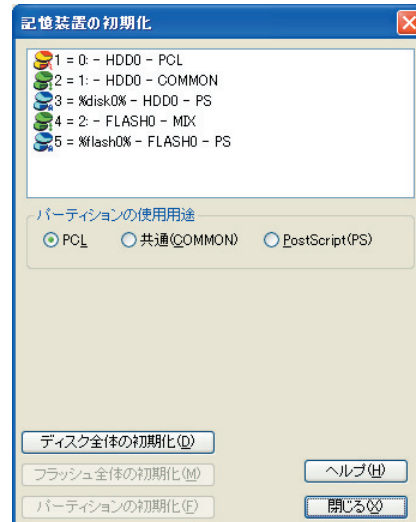 記憶装置の初期化
1 = 0: - HDD0 - PCL
2 = 1: - HDD0 - COMMON
3 = %disk0% - HDD0 - PS
4 = 2: - FLASH0 - MIX
5 = %flash0% - FLASH0 - PS
パーティションの使用用途
PCL 共通(COMMON) PostScript(PS)
ディスク全体の初期化(D)
フラッシュ全体の初期化(M) ヘルプ(H)
パーティションの初期化(F) 閉じる(X)